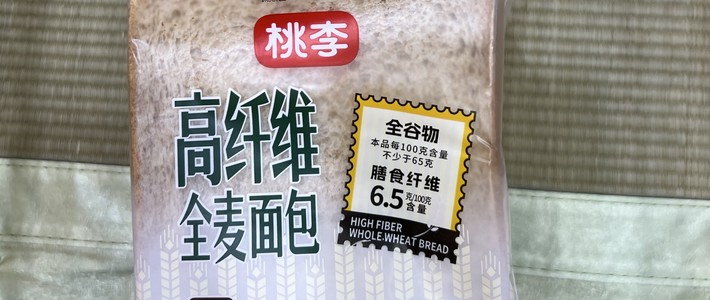 桃李
高纤维
全麦面包
全谷物
本品每100克含量
不少于65克
膳食纤维
6.5克/100克
含量
HIGH FIBER
WHOLE.WHEAT BREAD